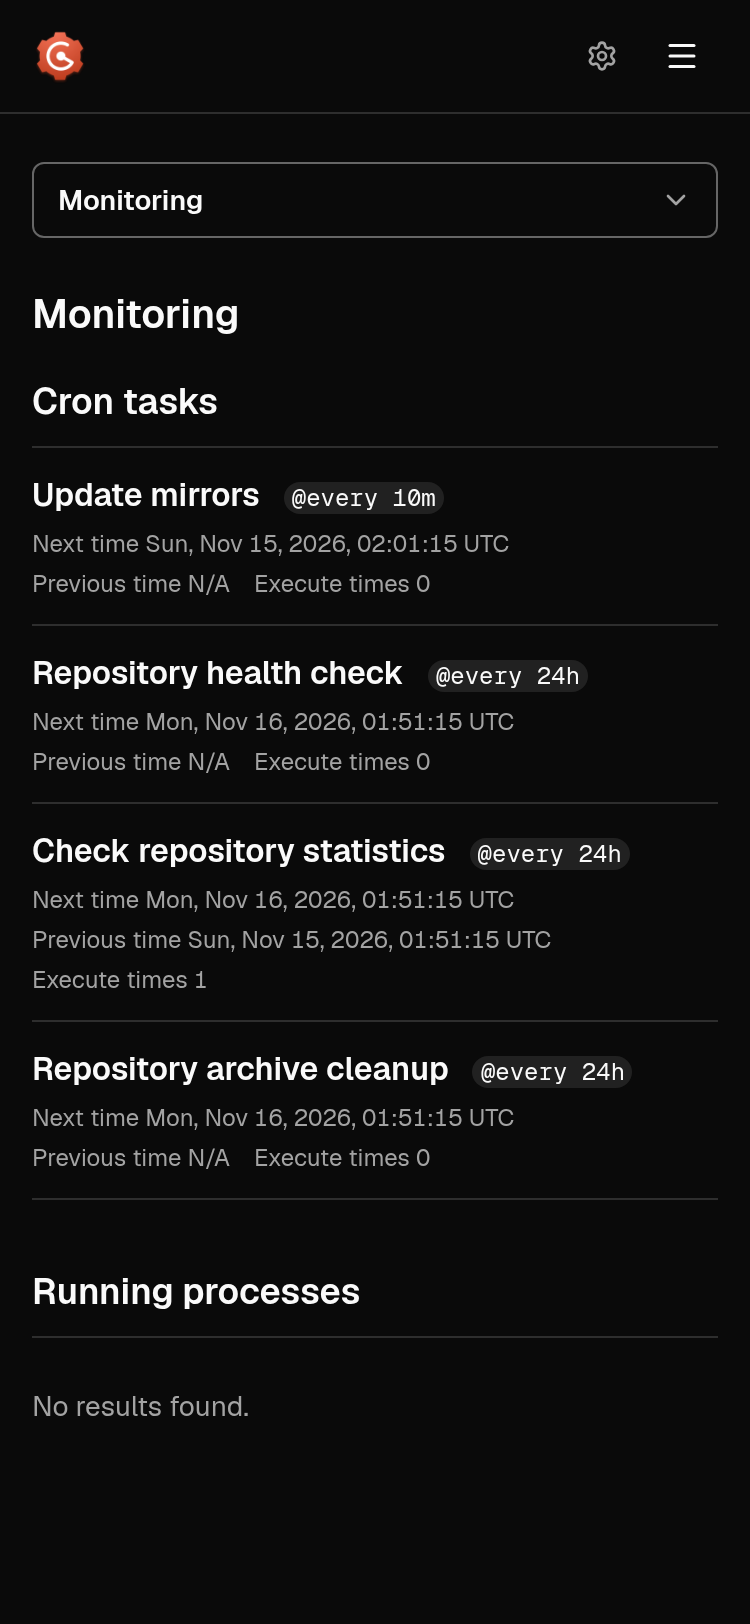 Monitoring
Monitoring
Cron tasks
Update mirrors @every 10m
Next time Sun, Nov 15, 2026, 02:01:15 UTC
Previous time N/A Execute times 0
Repository health check @every 24h
Next time Mon, Nov 16, 2026, 01:51:15 UTC
Previous time N/A Execute times 0
Check repository statistics @every 24h
Next time Mon, Nov 16, 2026, 01:51:15 UTC
Previous time Sun, Nov 15, 2026, 01:51:15 UTC
Execute times 1
Repository archive cleanup @every 24h
Next time Mon, Nov 16, 2026, 01:51:15 UTC
Previous time N/A Execute times 0
Running processes
No results found.